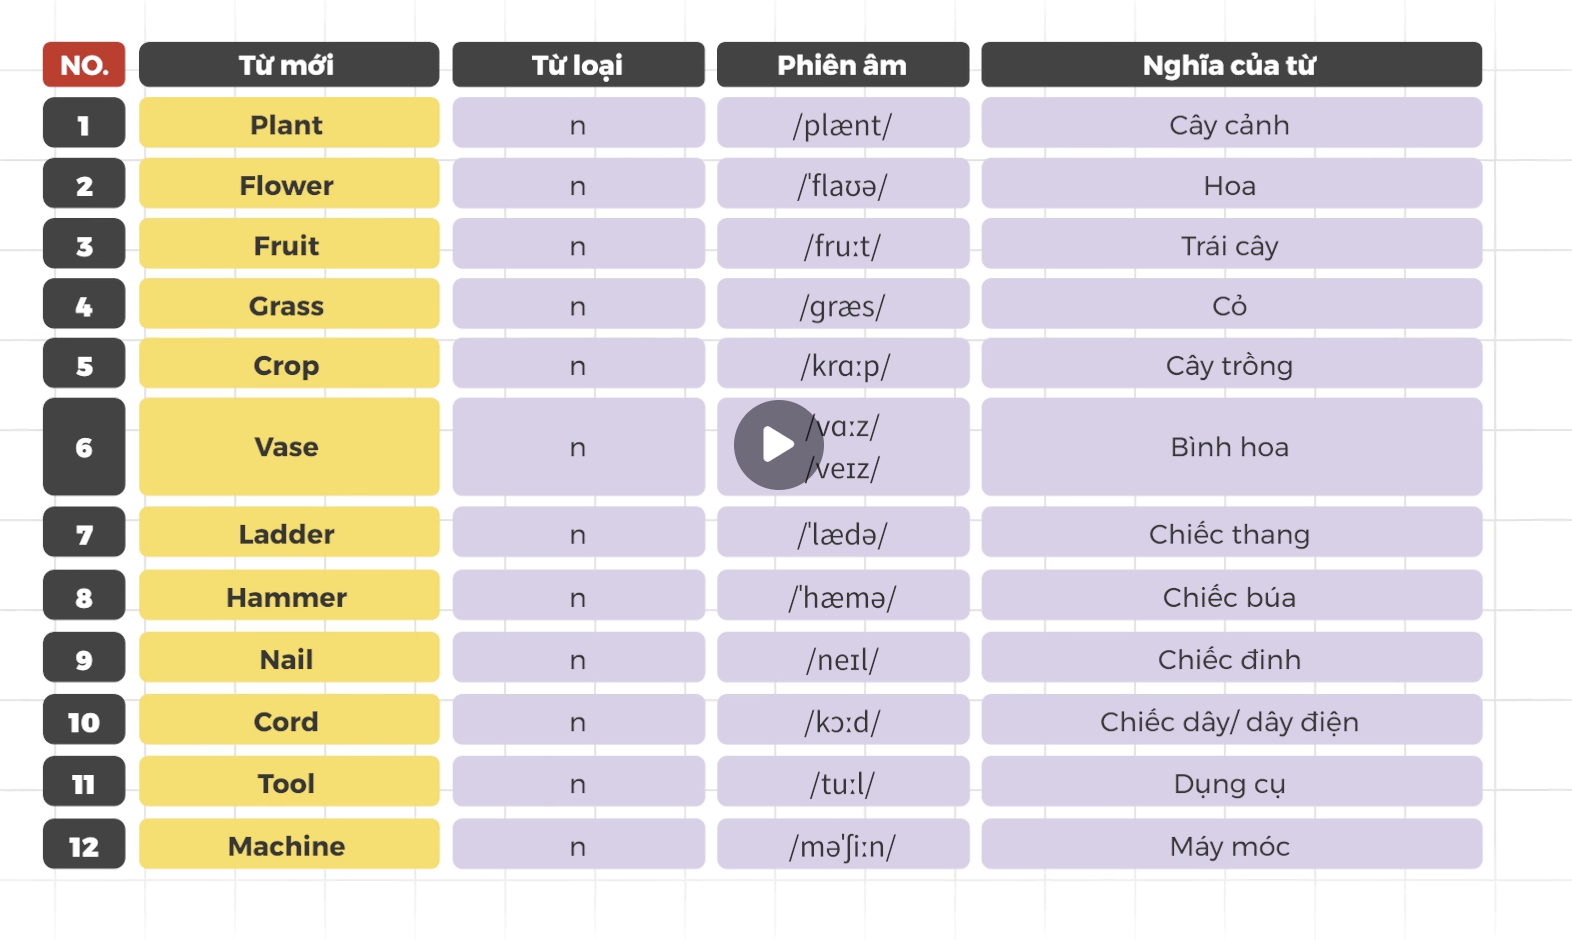 NO. Từ mới Từ loại Phiên âm Nghĩa của từ
1 Plant n /plænt/ Cây cảnh
2 Flower n /ˈflaʊə/ Hoa
3 Fruit n /fruːt/ Trái cây
4 Grass n /græs/ Cỏ
5 Crop n /krɑːp/ Cây trồng
6 Vase n /vɑːz/ Bình hoa
/veɪz/
7 Ladder n /ˈlædə/ Chiếc thang
8 Hammer n /ˈhæmə/ Chiếc búa
9 Nail n /neɪl/ Chiếc đinh
10 Cord n /kɔːd/ Chiếc dây/ dây điện
11 Tool n /tuːl/ Dụng cụ
12 Machine n /məˈʃiːn/ Máy móc